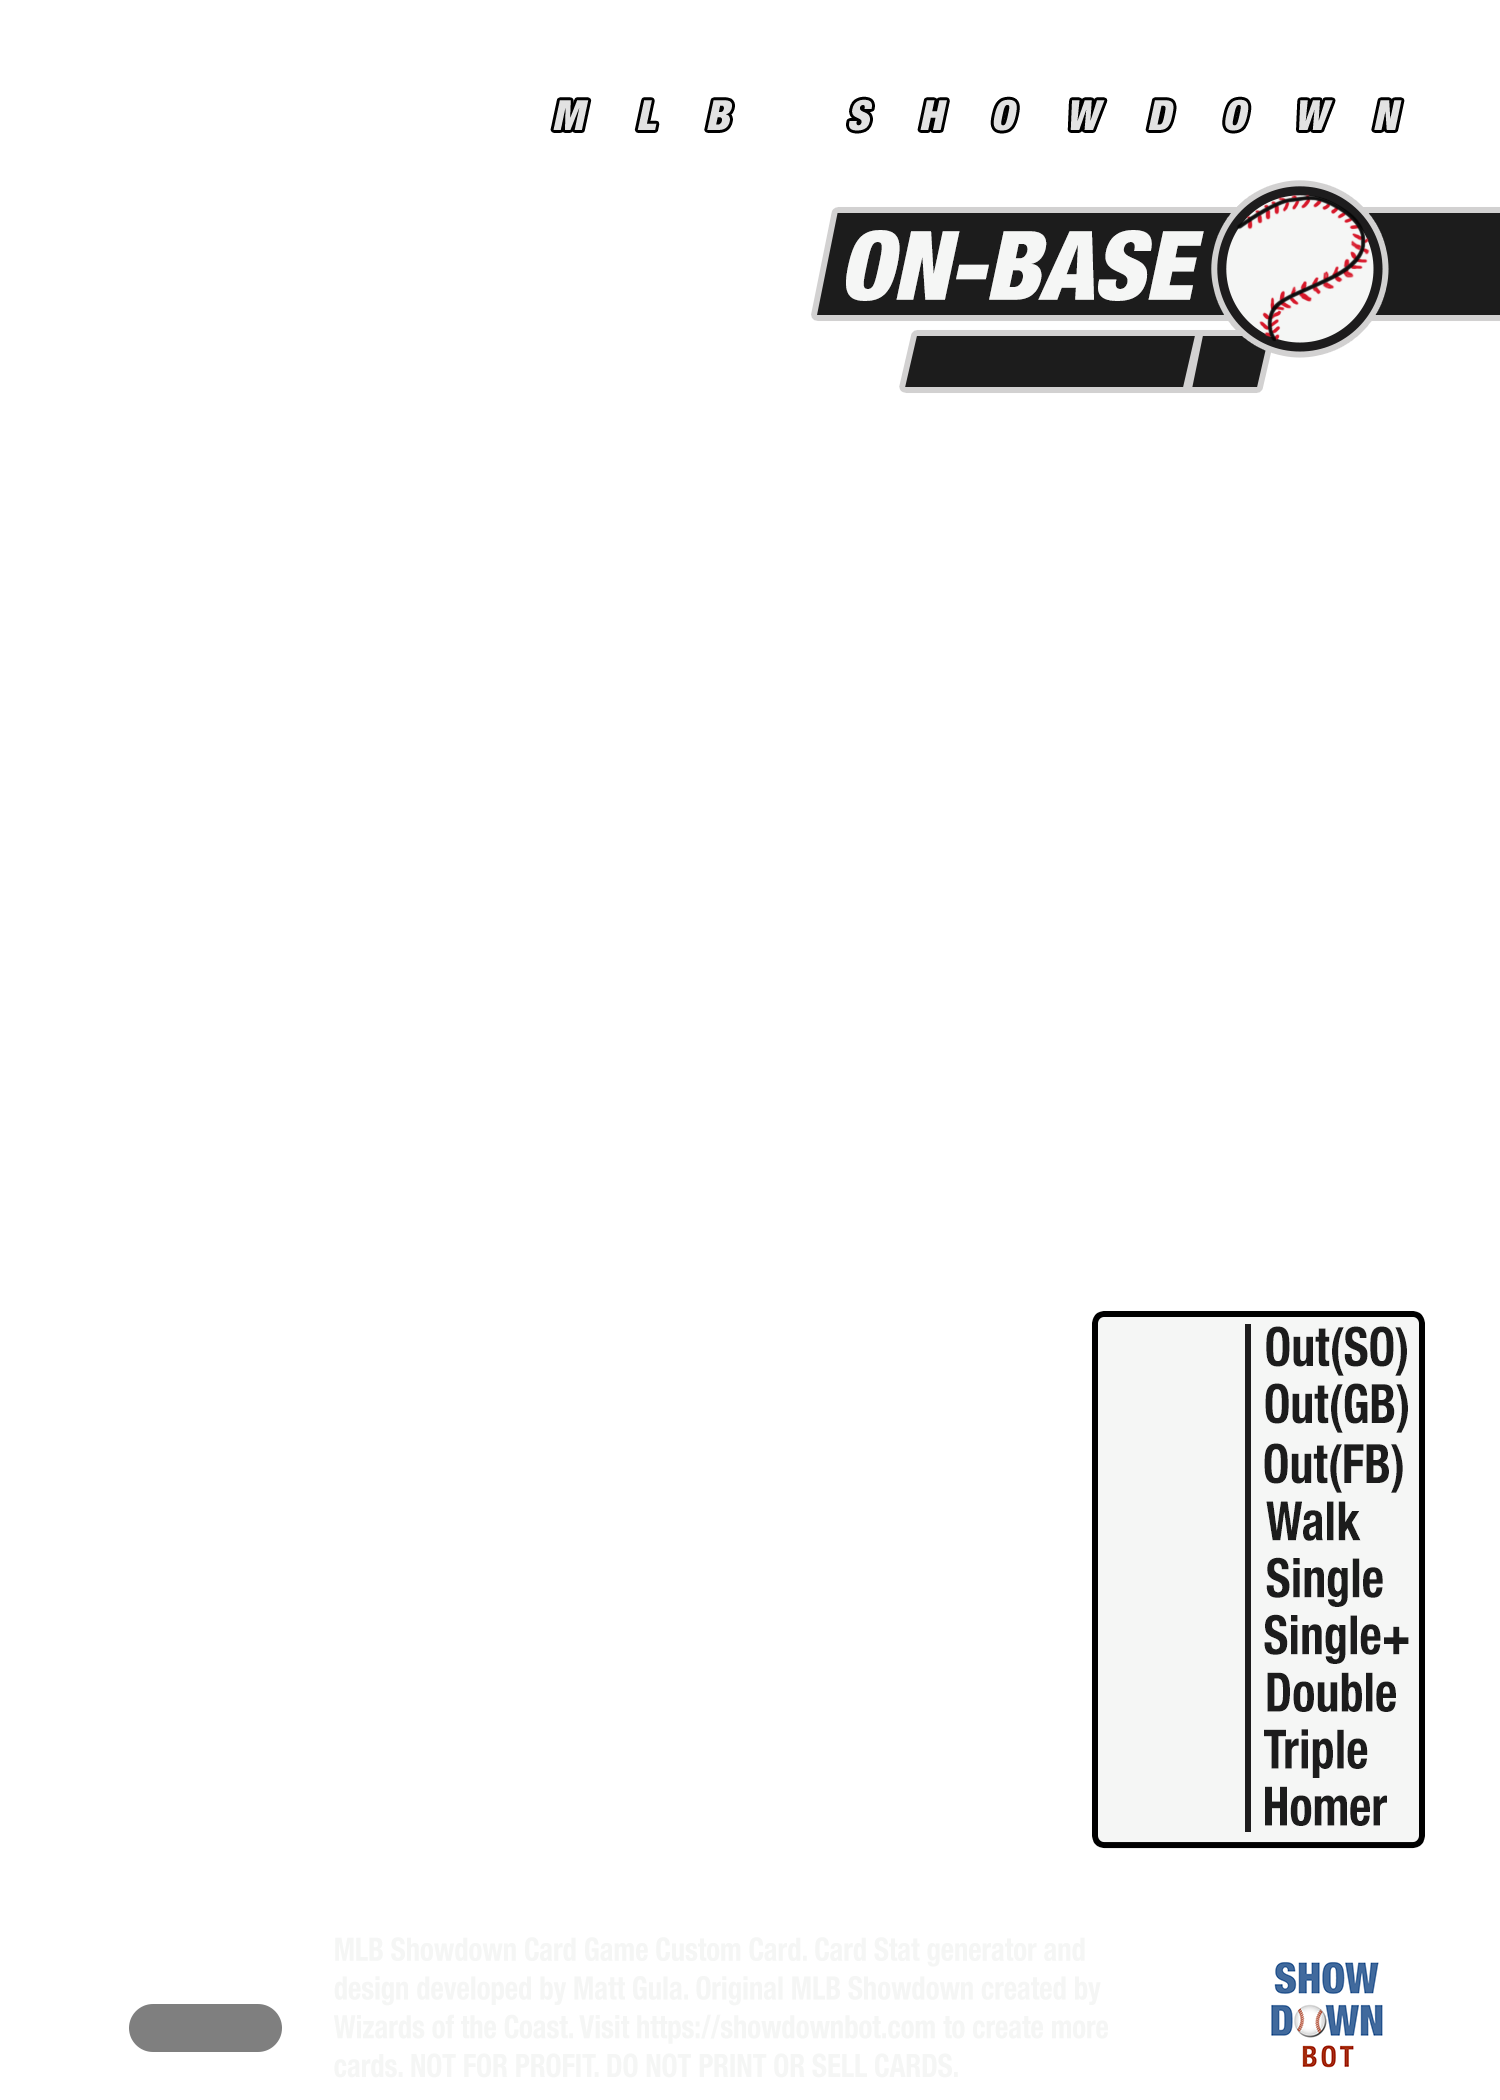 MLB SHOWDOWN
ON-BASE
Out(SO)
Out(GB)
Out(FB)
Walk
Single
Single+
Double
Triple
Homer
MLB Showdown Card Game Custom Card. Card Stat generator and
design developed by Matt Gula. Original MLB Showdown created by
Wizards of the Coast. Visit https://showdownbot.com to create more
cards. NOT FOR PROFIT. DO NOT PRINT OR SELL CARDS.
SHOW
DOWN
BOT